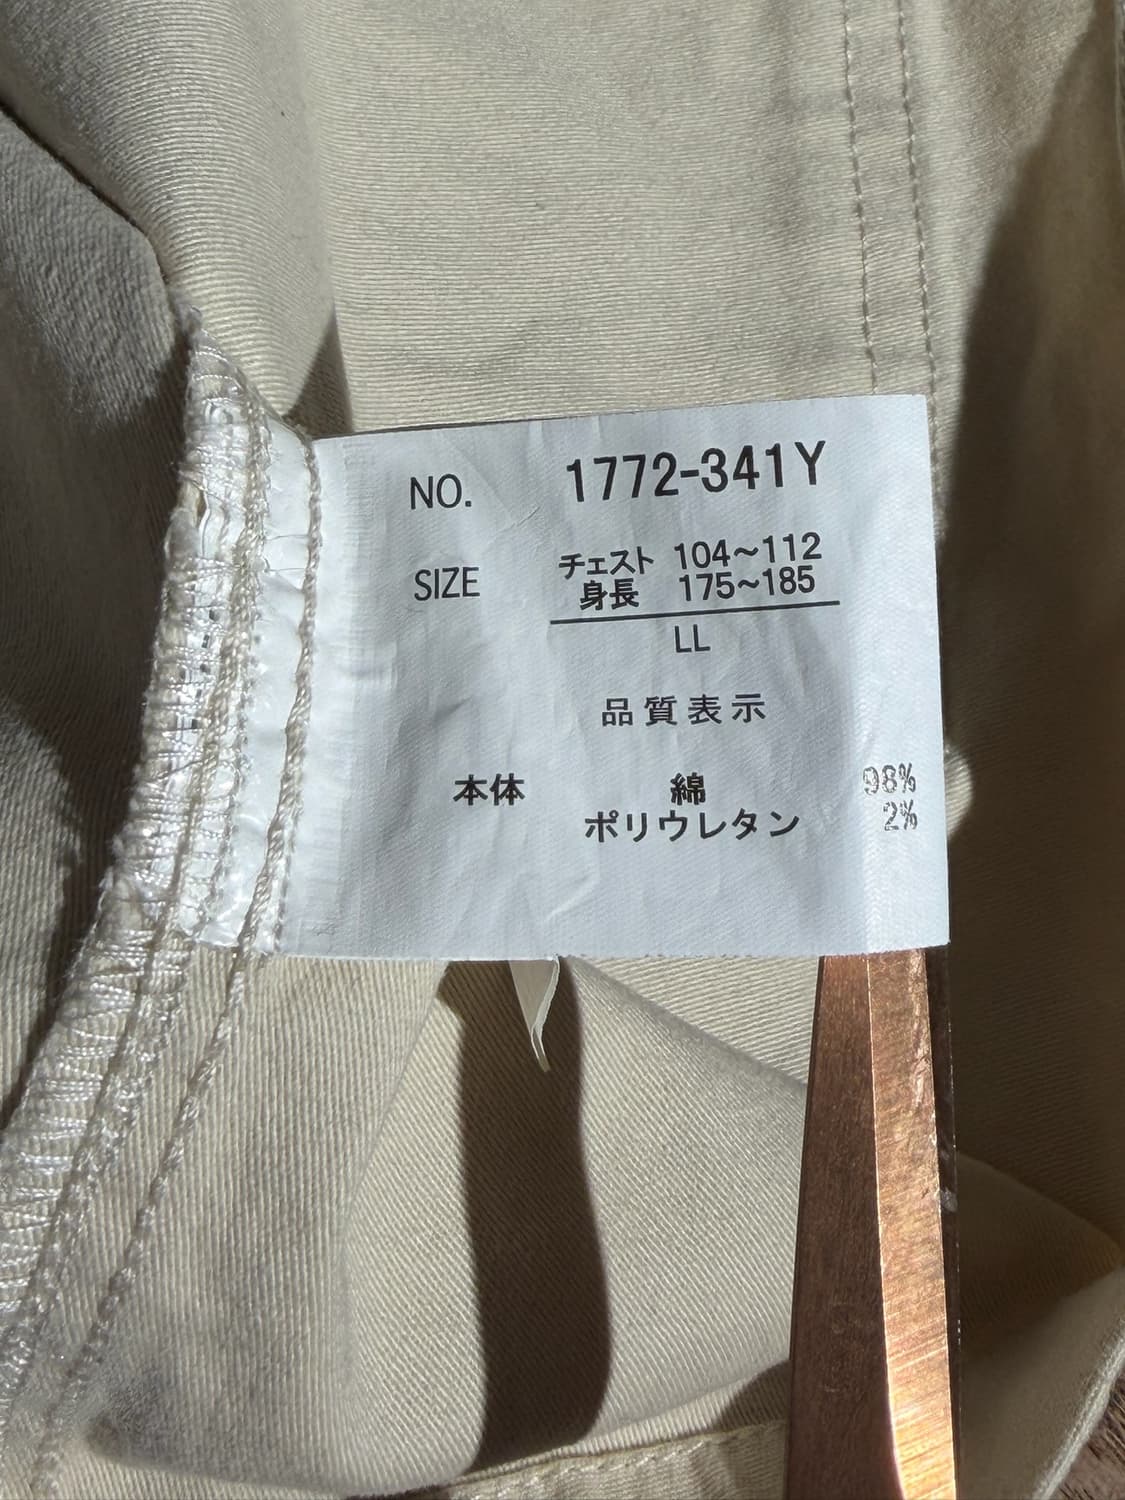 NO. 1772-341Y
SIZE チェスト 104~112
身長 175~185
LL
品質表示
本体 綿 98%
ポリウレタン 2%